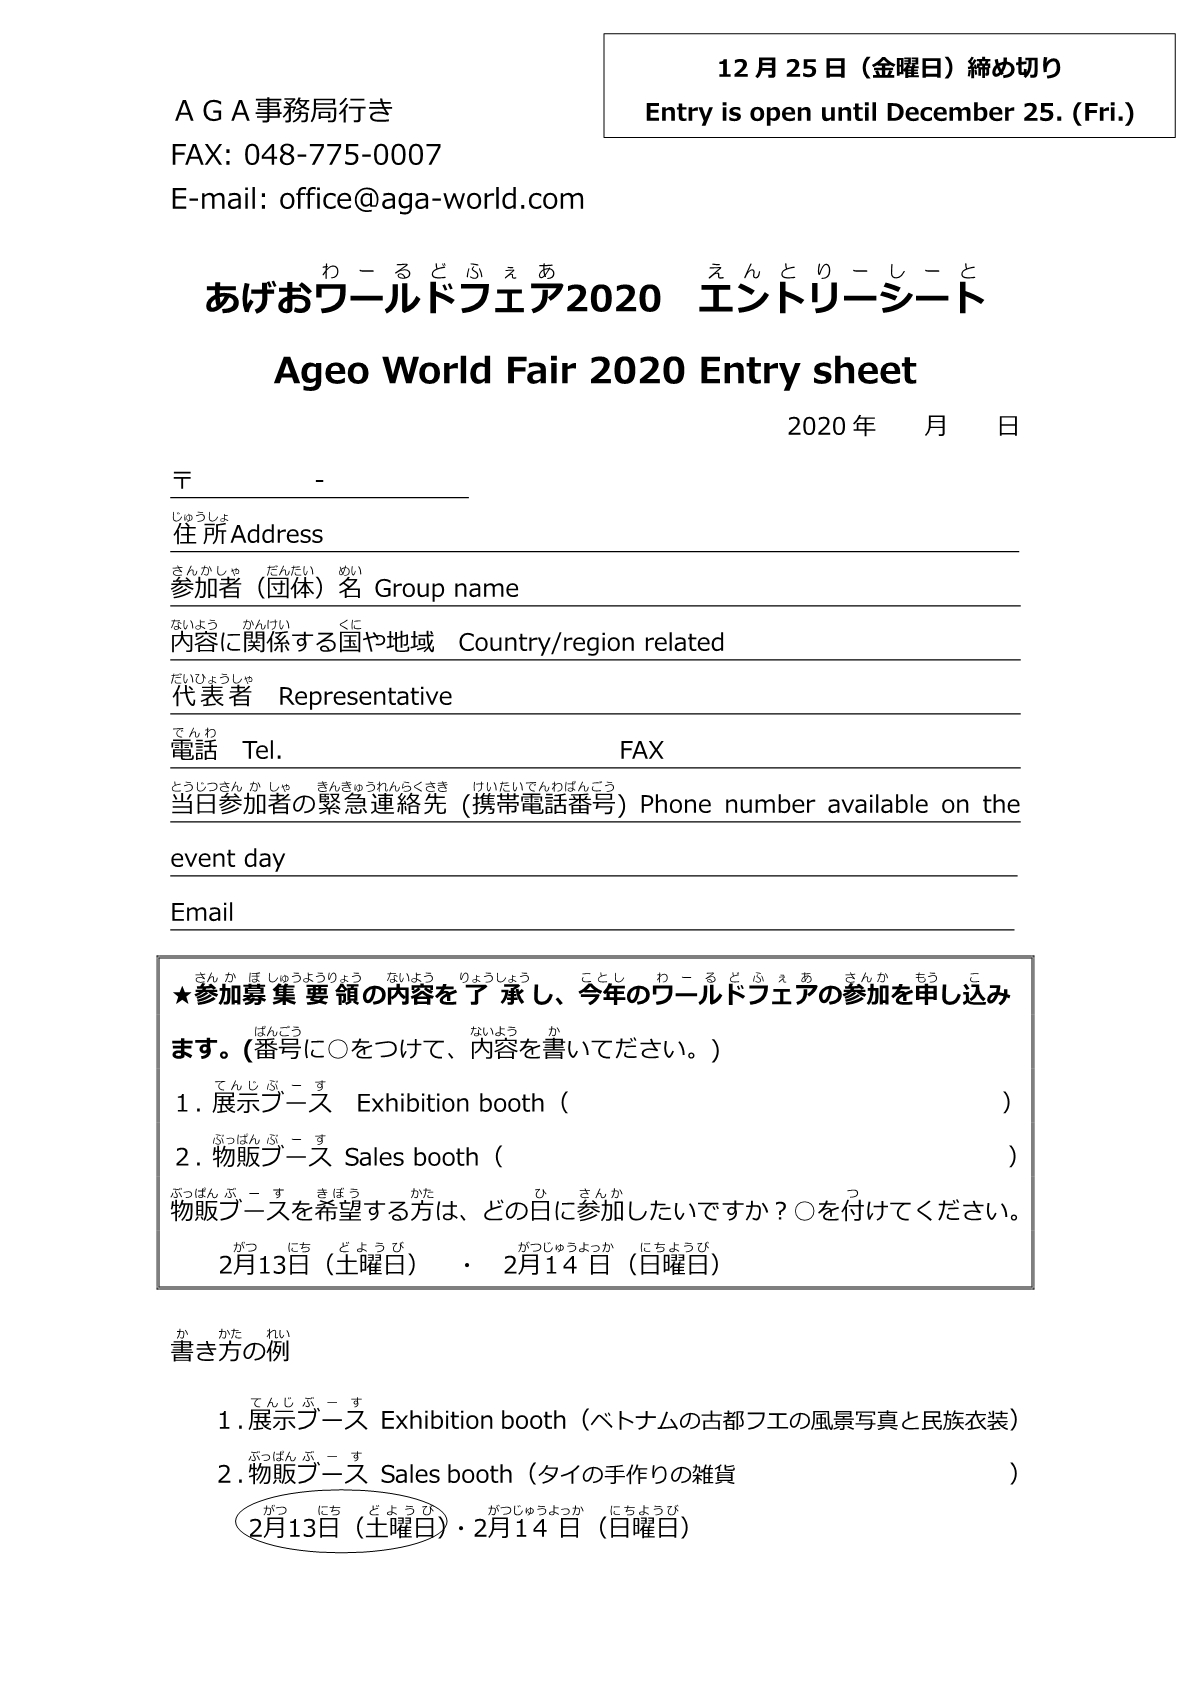 12月25日（金曜日）締め切り
Entry is open until December 25. (Fri.)
ＡＧＡ事務局行き
FAX: 048-775-0007
E-mail: office@aga-world.com
わーるどふぇあ　えんとりーしーと
あげおワールドフェア2020　エントリーシート
Ageo World Fair 2020 Entry sheet
2020年　　月　　日
〒　　　　　-
じゅうしょ
住所Address
さんかしゃ　だんたい　めい
参加者（団体）名 Group name
ないよう　かんけい　くに
内容に関係する国や地域　Country/region related
だいひょうしゃ
代表者　Representative
でんわ
電話　Tel.　　　　　　　　　　　　　　FAX
とうじつさんかしゃ　きんきゅうれんらくさき　けいたいでんわばんごう
当日参加者の緊急連絡先 (携帯電話番号) Phone number available on the
event day
Email
さんかぼしゅうようりょう　ないよう　りょうしょう　ことし　わーるどふぇあ　さんか　もう　こ
★参加募集要領の内容を了承し、今年のワールドフェアの参加を申し込み
ばんごう　ないよう　か
ます。(番号に○をつけて、内容を書いてださい。)
てんじぶーす
１. 展示ブース　Exhibition booth（　　　　　　　　　　　　　　　　　　）
ぶっぱんぶーす
２. 物販ブース Sales booth（　　　　　　　　　　　　　　　　　　　　　）
ぶっぱんぶーす　きぼう　かた　ひ　さんか　つ
物販ブースを希望する方は、どの日に参加したいですか？○を付けてください。
がつ　にち　どようび　がつじゅうよっか　にちようび
2月13日（土曜日）　・　2月１４日（日曜日）
か　かた　れい
書き方の例
てんじぶーす
１.展示ブース Exhibition booth（ベトナムの古都フエの風景写真と民族衣装）
ぶっぱんぶーす
２.物販ブース Sales booth（タイの手作りの雑貨　　　　　　　　　　　）
がつ　にち　どようび　がつじゅうよっか　にちようび
2月13日（土曜日）・2月１４日（日曜日）